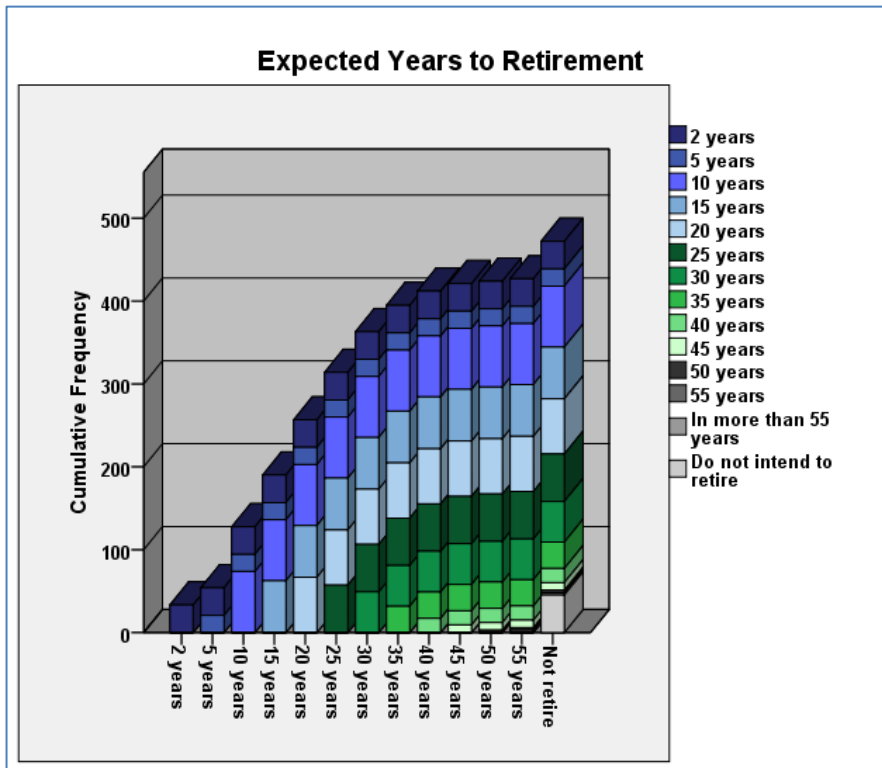 Expected Years to Retirement
Cumulative Frequency
500
400
300
200
100
0
2 years
5 years
10 years
15 years
20 years
25 years
30 years
35 years
40 years
45 years
50 years
55 years
Not retire
2 years
5 years
10 years
15 years
20 years
25 years
30 years
35 years
40 years
45 years
50 years
55 years
In more than 55
years
Do not intend to
retire